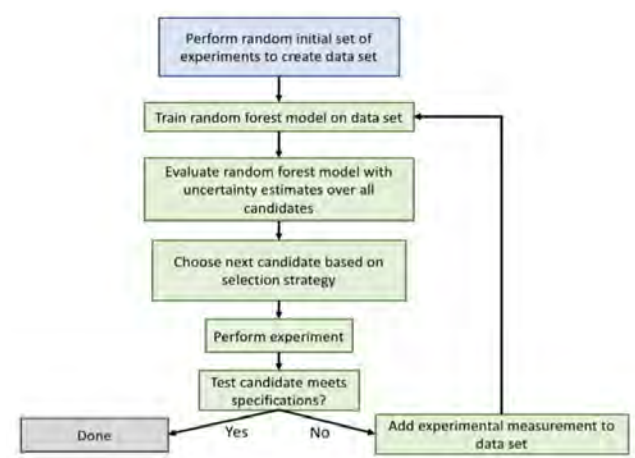 Perform random initial set of
experiments to create data set
Train random forest model on data set
Evaluate random forest model with
uncertainty estimates over all
candidates
Choose next candidate based on
selection strategy
Perform experiment
Test candidate meets
specifications?
Yes
No
Done
Add experimental measurement to
data set